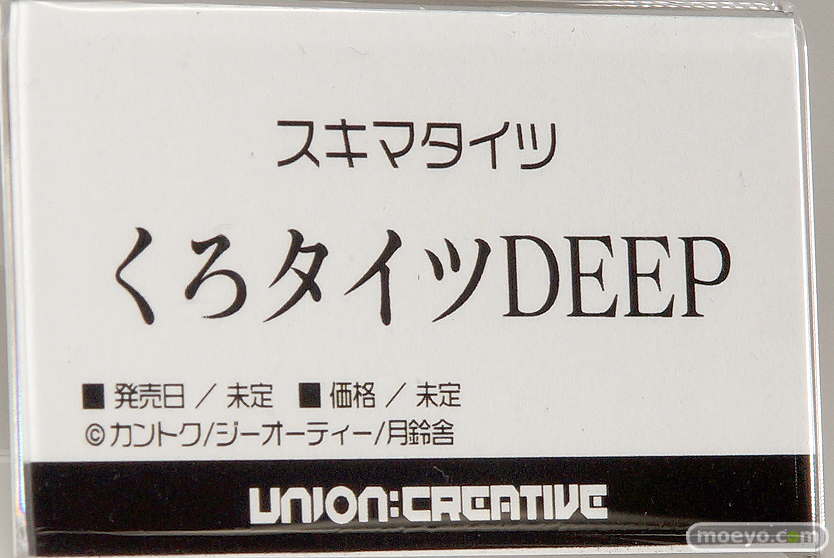 スキマタイツ
くろタイツDEEP
■ 発売日 / 未定 ■ 価格 / 未定
©カントク/ジーオーティー/月鈴舎
UNION:CREATIVE
moeyo.com